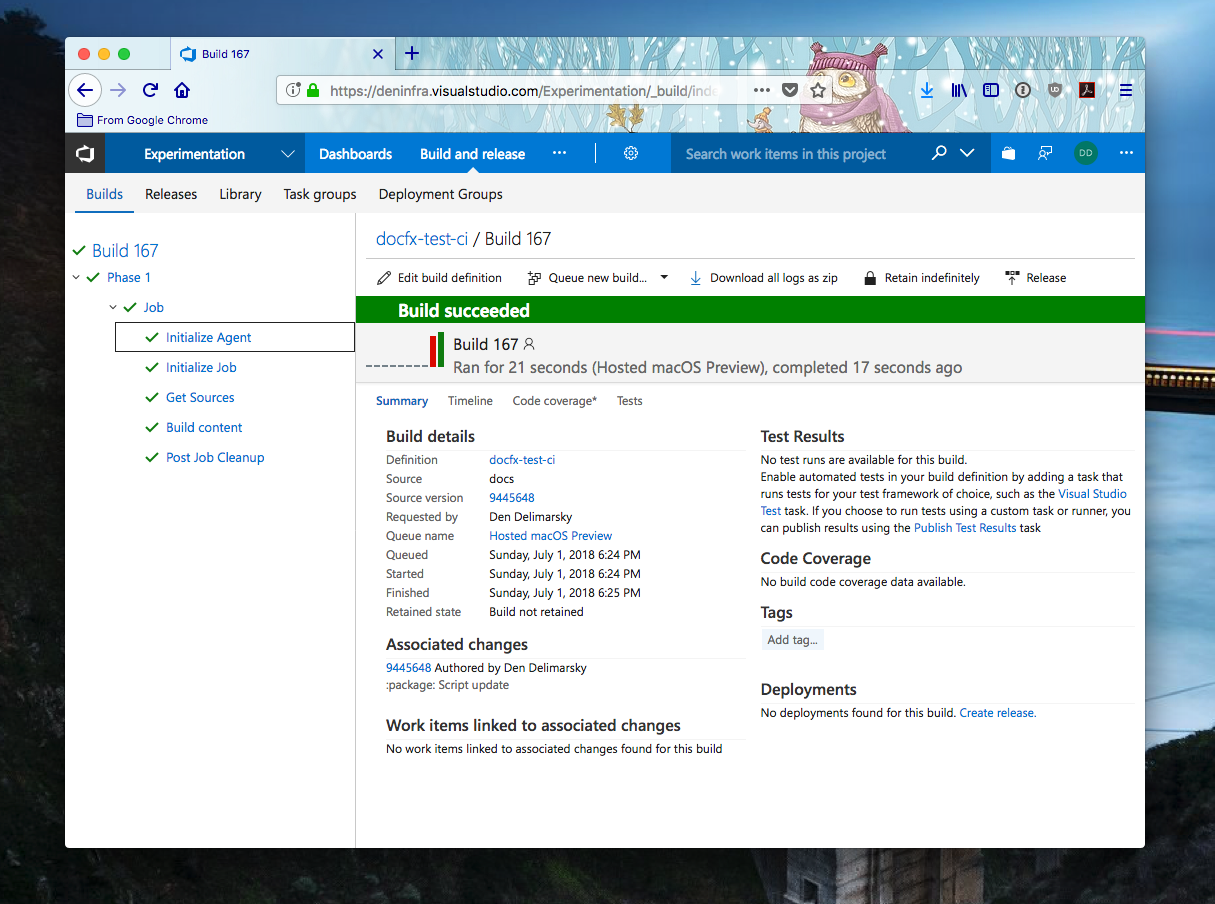 Build 167
https://deninfra.visualstudio.com/Experimentation/_build/inde
From Google Chrome
Experimentation Dashboards Build and release Search work items in this project DD
Builds Releases Library Task groups Deployment Groups
Build 167
Phase 1
Job
Initialize Agent
Initialize Job
Get Sources
Build content
Post Job Cleanup
docfx-test-ci / Build 167
Edit build definition Queue new build... Download all logs as zip Retain indefinitely Release
Build succeeded
Build 167
Ran for 21 seconds (Hosted macOS Preview), completed 17 seconds ago
Summary Timeline Code coverage* Tests
Build details
Definition docfx-test-ci
Source docs
Source version 9445648
Requested by Den Delimarsky
Queue name Hosted macOS Preview
Queued Sunday, July 1, 2018 6:24 PM
Started Sunday, July 1, 2018 6:24 PM
Finished Sunday, July 1, 2018 6:25 PM
Retained state Build not retained
Associated changes
9445648 Authored by Den Delimarsky
:package: Script update
Work items linked to associated changes
No work items linked to associated changes found for this build
Test Results
No test runs are available for this build.
Enable automated tests in your build definition by adding a task that
runs tests for your test framework of choice, such as the Visual Studio
Test task. If you choose to run tests using a custom task or runner, you
can publish results using the Publish Test Results task
Code Coverage
No build code coverage data available.
Tags
Add tag...
Deployments
No deployments found for this build. Create release.